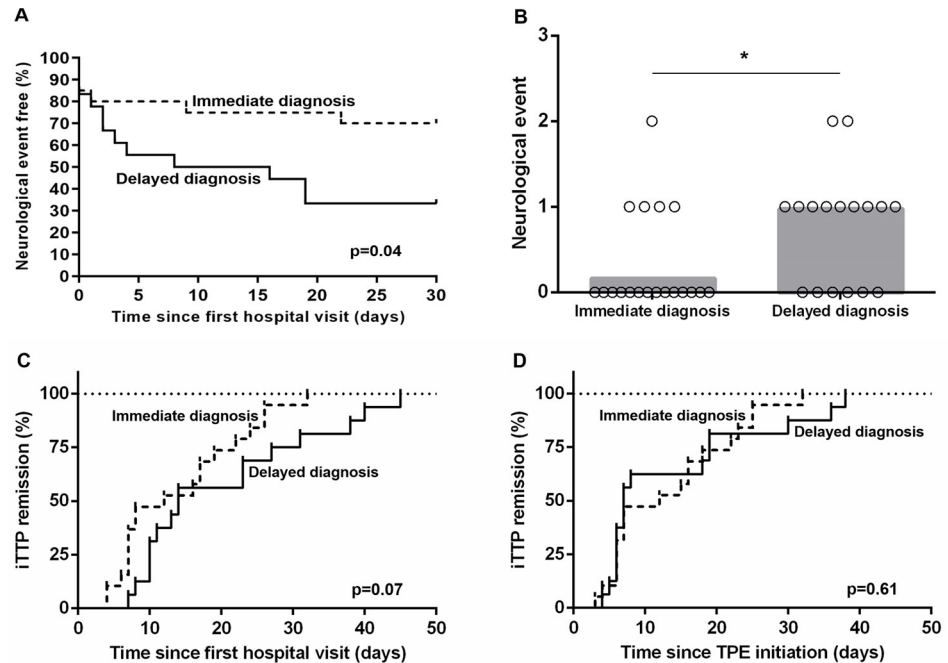 A
Neurological event free (%)
100
90
80
70
60
50
40
30
20
10
0
Immediate diagnosis
Delayed diagnosis
p=0.04
0 5 10 15 20 25 30
Time since first hospital visit (days)
B
Neurological event
3
2
1
0
*
Immediate diagnosis Delayed diagnosis
C
iTTP remission (%)
100
75
50
25
0
Immediate diagnosis
Delayed diagnosis
p=0.07
0 10 20 30 40 50
Time since first hospital visit (days)
D
iTTP remission (%)
100
75
50
25
0
Immediate diagnosis
Delayed diagnosis
p=0.61
0 10 20 30 40 50
Time since TPE initiation (days)